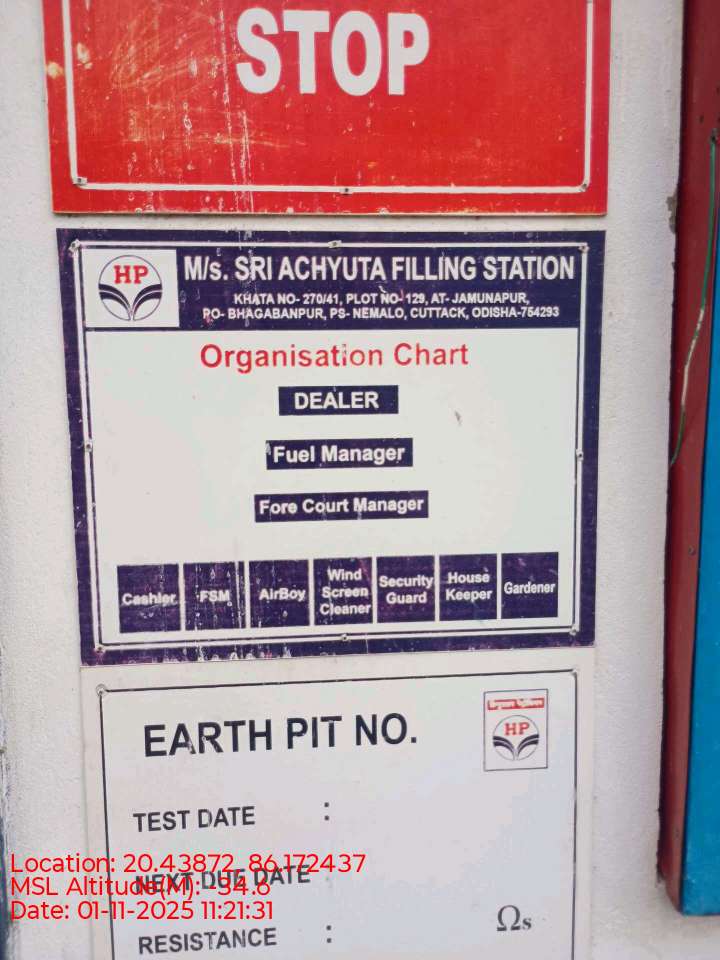 STOP
HP
M/s. SRI ACHYUTA FILLING STATION
KHATA NO- 270/41, PLOT NO- 129, AT- JAMUNAPUR,
PO- BHAGABANPUR, PS- NEMALO, CUTTACK, ODISHA-754293
Organisation Chart
DEALER
Fuel Manager
Fore Court Manager
Cashier
FSM
AirBoy
Wind
Screen
Cleaner
Security
Guard
House
Keeper
Gardener
EARTH PIT NO.
HP
TEST DATE :
NEXT DUE DATE
RESISTANCE : Ωs
Location: 20.43872, 86.172437
MSL Altitude(M): -34.6
Date: 01-11-2025 11:21:31